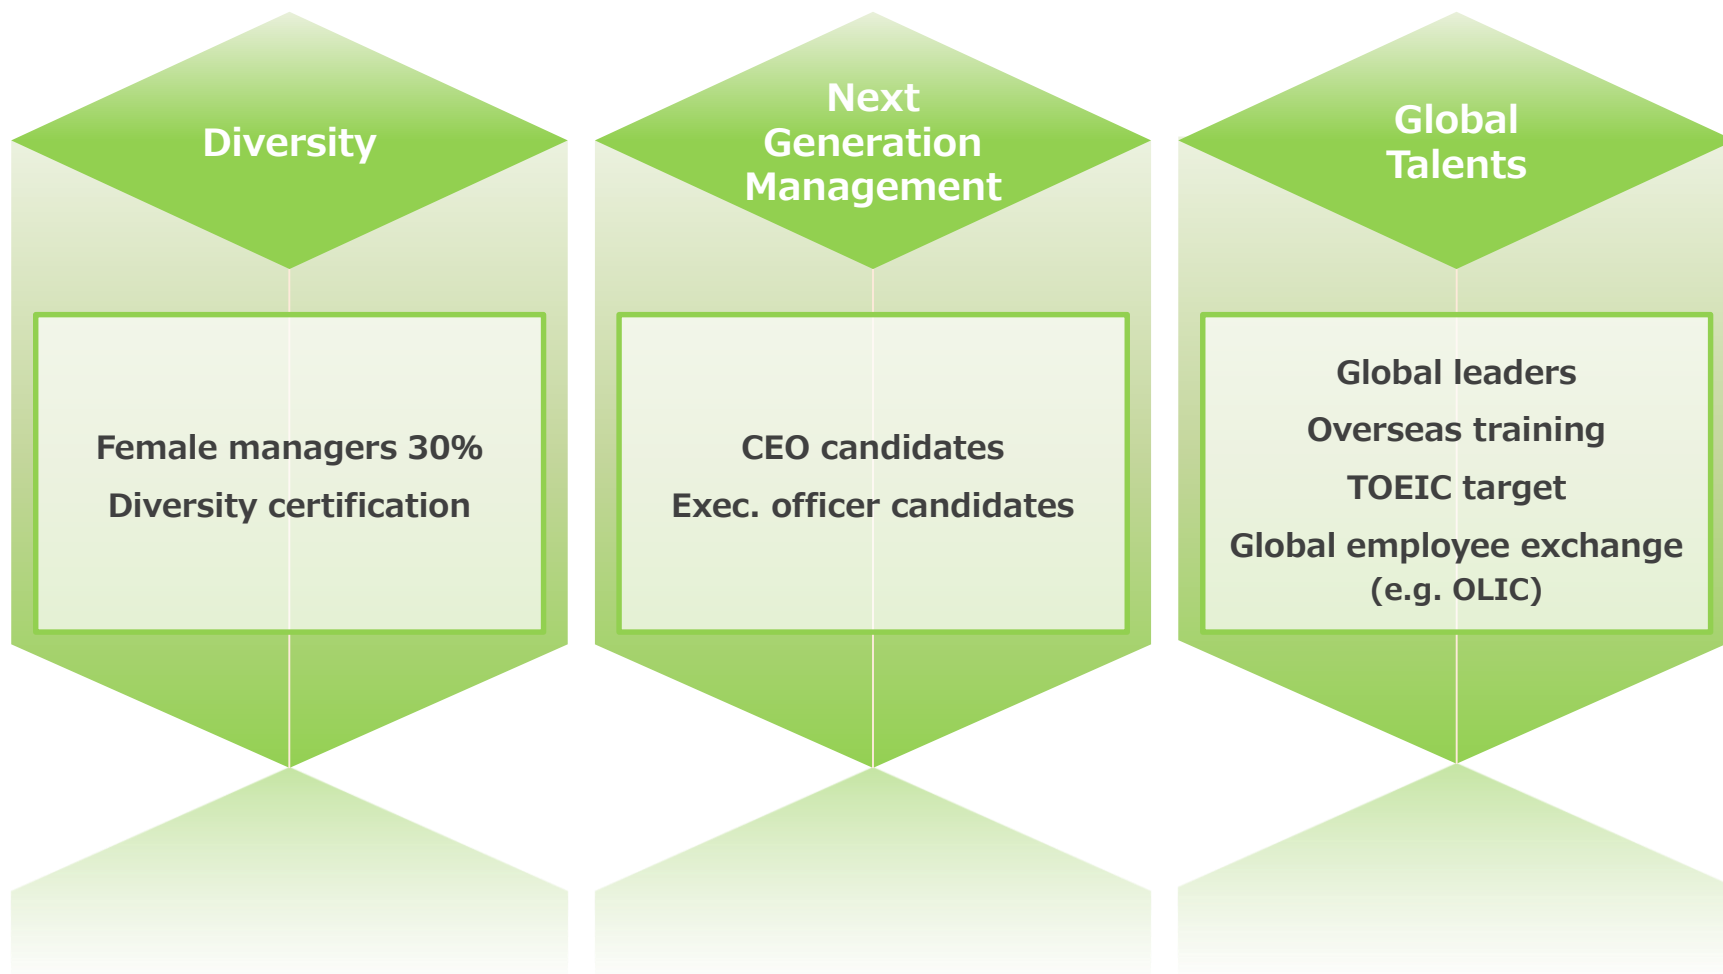 Diversity
Female managers 30%
Diversity certification
Next
Generation
Management
CEO candidates
Exec. officer candidates
Global
Talents
Global leaders
Overseas training
TOEIC target
Global employee exchange
(e.g. OLIC)